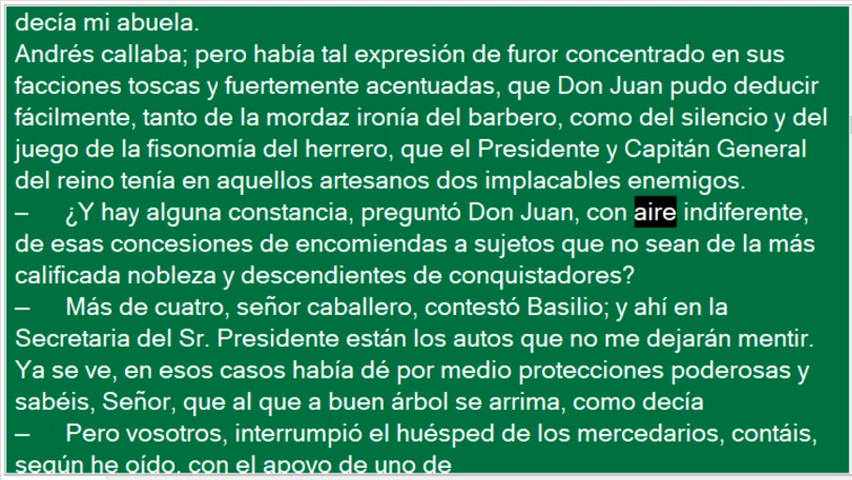 decía mi abuela.
Andrés callaba; pero había tal expresión de furor concentrado en sus
facciones toscas y fuertemente acentuadas, que Don Juan pudo deducir
fácilmente, tanto de la mordaz ironía del barbero, como del silencio y del
juego de la fisonomía del herrero, que el Presidente y Capitán General
del reino tenía en aquellos artesanos dos implacables enemigos.
– ¿Y hay alguna constancia, preguntó Don Juan, con aire indiferente,
de esas concesiones de encomiendas a sujetos que no sean de la más
calificada nobleza y descendientes de conquistadores?
– Más de cuatro, señor caballero, contestó Basilio; y ahí en la
Secretaria del Sr. Presidente están los autos que no me dejarán mentir.
Ya se ve, en esos casos había dé por medio protecciones poderosas y
sabéis, Señor, que al que a buen árbol se arrima, como decía
– Pero vosotros, interrumpió el huésped de los mercedarios, contáis,
según he oído, con el apoyo de uno de